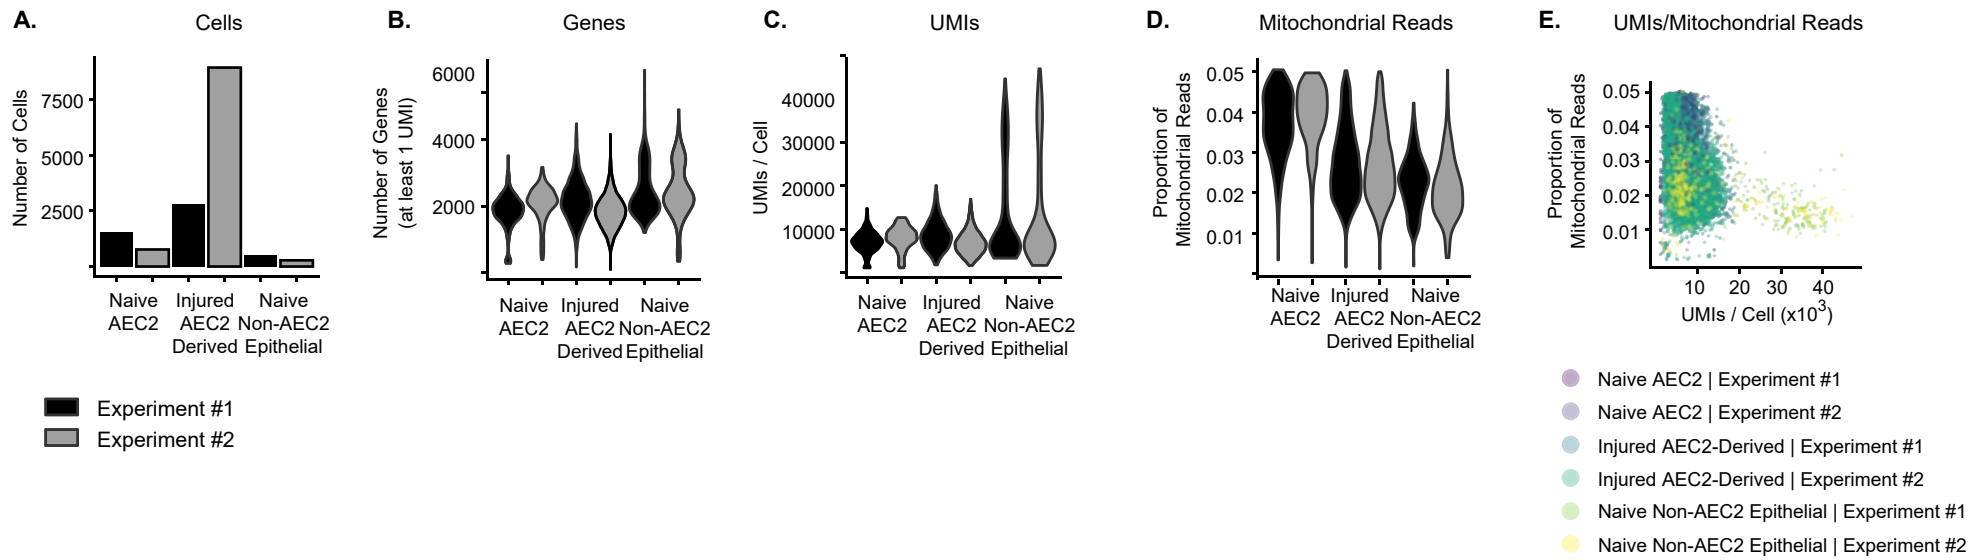 A.
Cells
Number of Cells
7500
5000
2500
Naive
AEC2
Injured
AEC2
Derived
Naive
Non-AEC2
Epithelial
Experiment #1
Experiment #2
B.
Genes
Number of Genes
(at least 1 UMI)
6000
4000
2000
Naive
AEC2
Injured
AEC2
Derived
Naive
Non-AEC2
Epithelial
C.
UMIs
UMIs / Cell
40000
30000
20000
10000
Naive
AEC2
Injured
AEC2
Derived
Naive
Non-AEC2
Epithelial
D.
Mitochondrial Reads
Proportion of
Mitochondrial Reads
0.05
0.04
0.03
0.02
0.01
Naive
AEC2
Injured
AEC2
Derived
Naive
Non-AEC2
Epithelial
E.
UMIs/Mitochondrial Reads
Proportion of
Mitochondrial Reads
0.05
0.04
0.03
0.02
0.01
10 20 30 40
UMIs / Cell (x10³)
Naive AEC2 | Experiment #1
Naive AEC2 | Experiment #2
Injured AEC2-Derived | Experiment #1
Injured AEC2-Derived | Experiment #2
Naive Non-AEC2 Epithelial | Experiment #1
Naive Non-AEC2 Epithelial | Experiment #2